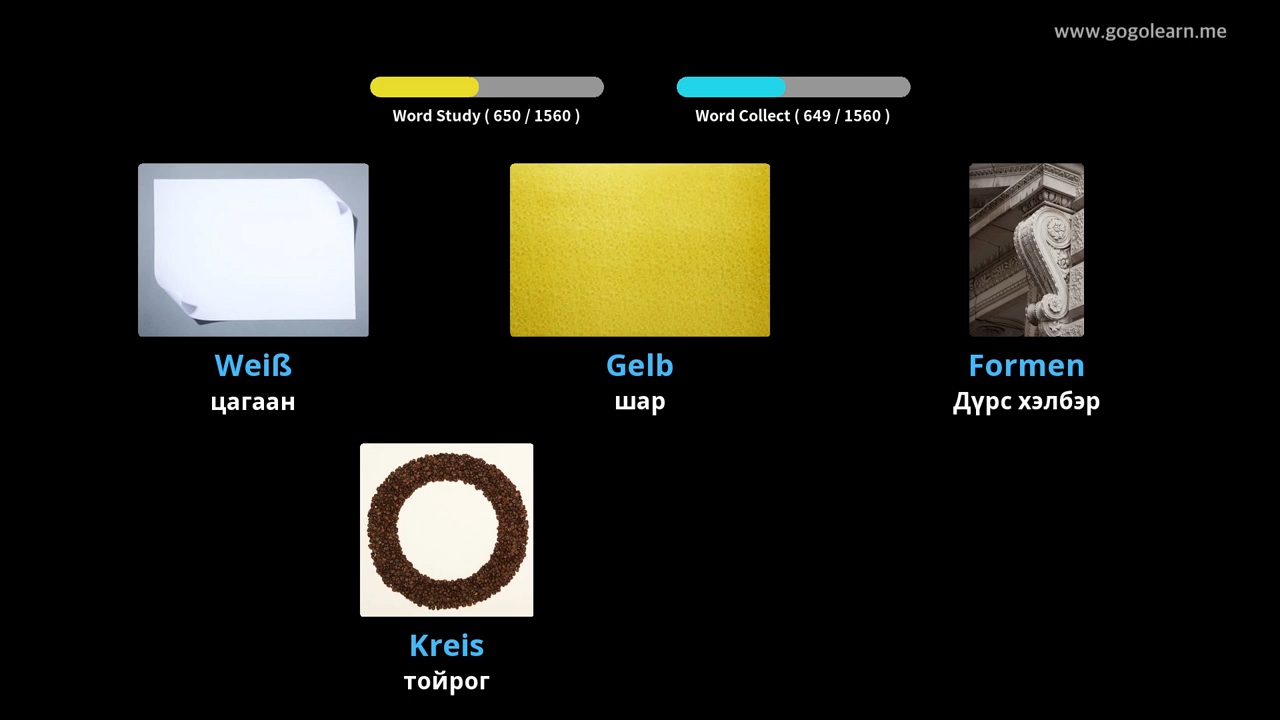 www.gogolearn.me
Word Study ( 650 / 1560 )
Word Collect ( 649 / 1560 )
Weiß
цагаан
Gelb
шар
Formen
Дүрс хэлбэр
Kreis
тойрог